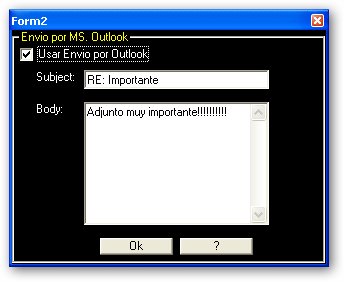 Form2
Envio por MS. Outlook
Usar Envio por Outlook
Subject: RE: Importante
Body: Adjunto muy importante!!!!!!!!!!
Ok ?